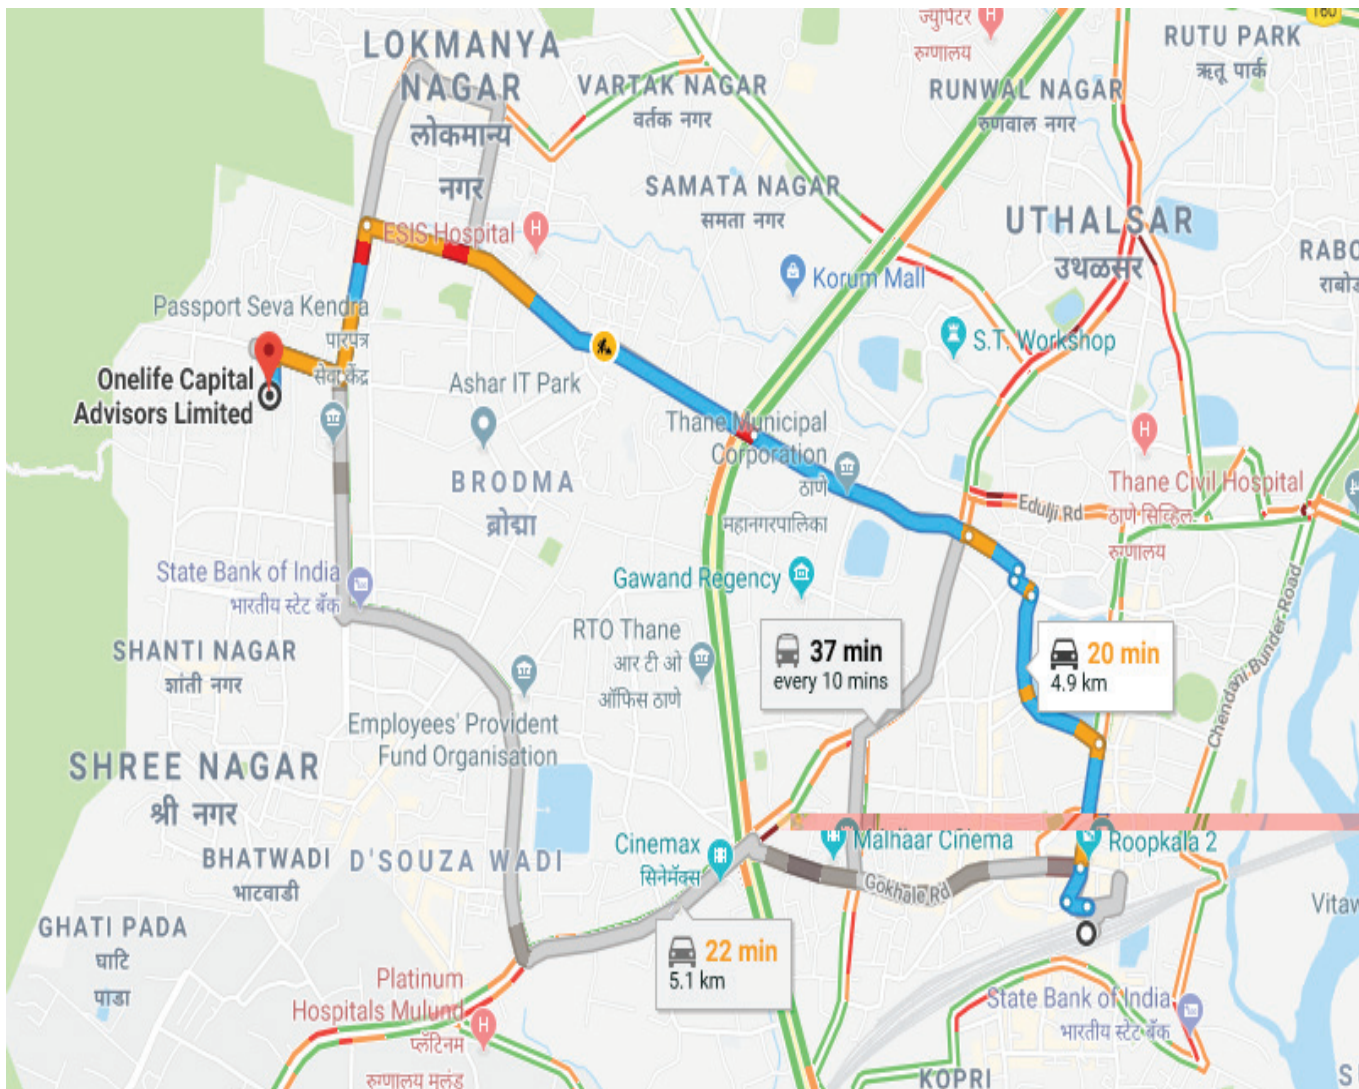 ज्युपिटर
रुग्णालय
160
RUTU PARK
ऋतू पार्क
LOKMANYA
NAGAR
लोकमान्य
नगर
VARTAK NAGAR
वर्तक नगर
RUNWAL NAGAR
रुणवाल नगर
SAMATA NAGAR
समता नगर
UTHALSAR
उथळसर
RABO
राबोड
ESIS Hospital
Korum Mall
S.T. Workshop
Passport Seva Kendra
पारपत्र
सेवा केंद्र
Onelife Capital
Advisors Limited
Ashar IT Park
Thane Municipal
Corporation
ठाणे
महानगरपालिका
BRODMA
ब्रोद्मा
Edulji Rd
Thane Civil Hospital
ठाणे सिव्हिल
रुग्णालय
State Bank of India
भारतीय स्टेट बँक
Gawand Regency
RTO Thane
आर टी ओ
ऑफिस ठाणे
SHANTI NAGAR
शांती नगर
37 min
every 10 mins
20 min
4.9 km
Chendani Bunder Road
Employees' Provident
Fund Organisation
SHREE NAGAR
श्री नगर
BHATWADI
भाटवाडी
D'SOUZA WADI
Cinemax
सिनेमॅक्स
Malhaar Cinema
Roopkala 2
Gokhale Rd
GHATI PADA
घाटि
पाडा
Vitaw
22 min
5.1 km
Platinum
Hospitals Mulund
प्लॅटिनम
रुग्णालय मुलुंड
State Bank of India
भारतीय स्टेट बँक
KOPRI
S